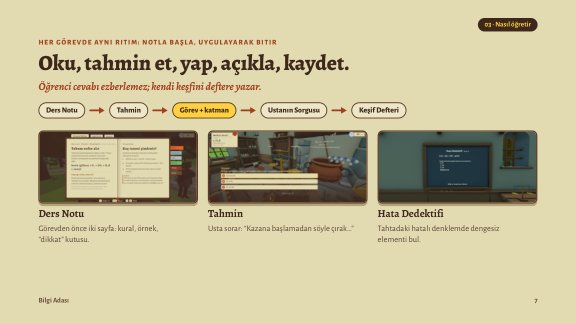 03 · Nasıl öğretir
HER GÖREVDE AYNI RITIM: NOTLA BAŞLA, UYGULAYARAK BITIR
Oku, tahmin et, yap, açıkla, kaydet.
Öğrenci cevabı ezberlemez; kendi keşfini deftere yazar.
Ders Notu
Tahmin
Görev + katman
Ustanın Sorgusu
Keşif Defteri
Ders Notu
Görevden önce iki sayfa: kural, örnek,
"dikkat" kutusu.
Tahmin
Usta sorar: "Kazana başlamadan söyle çırak…"
Hata Dedektifi
Tahtadaki hatalı denklemde dengesiz
elementi bul.
Bilgi Adası
7